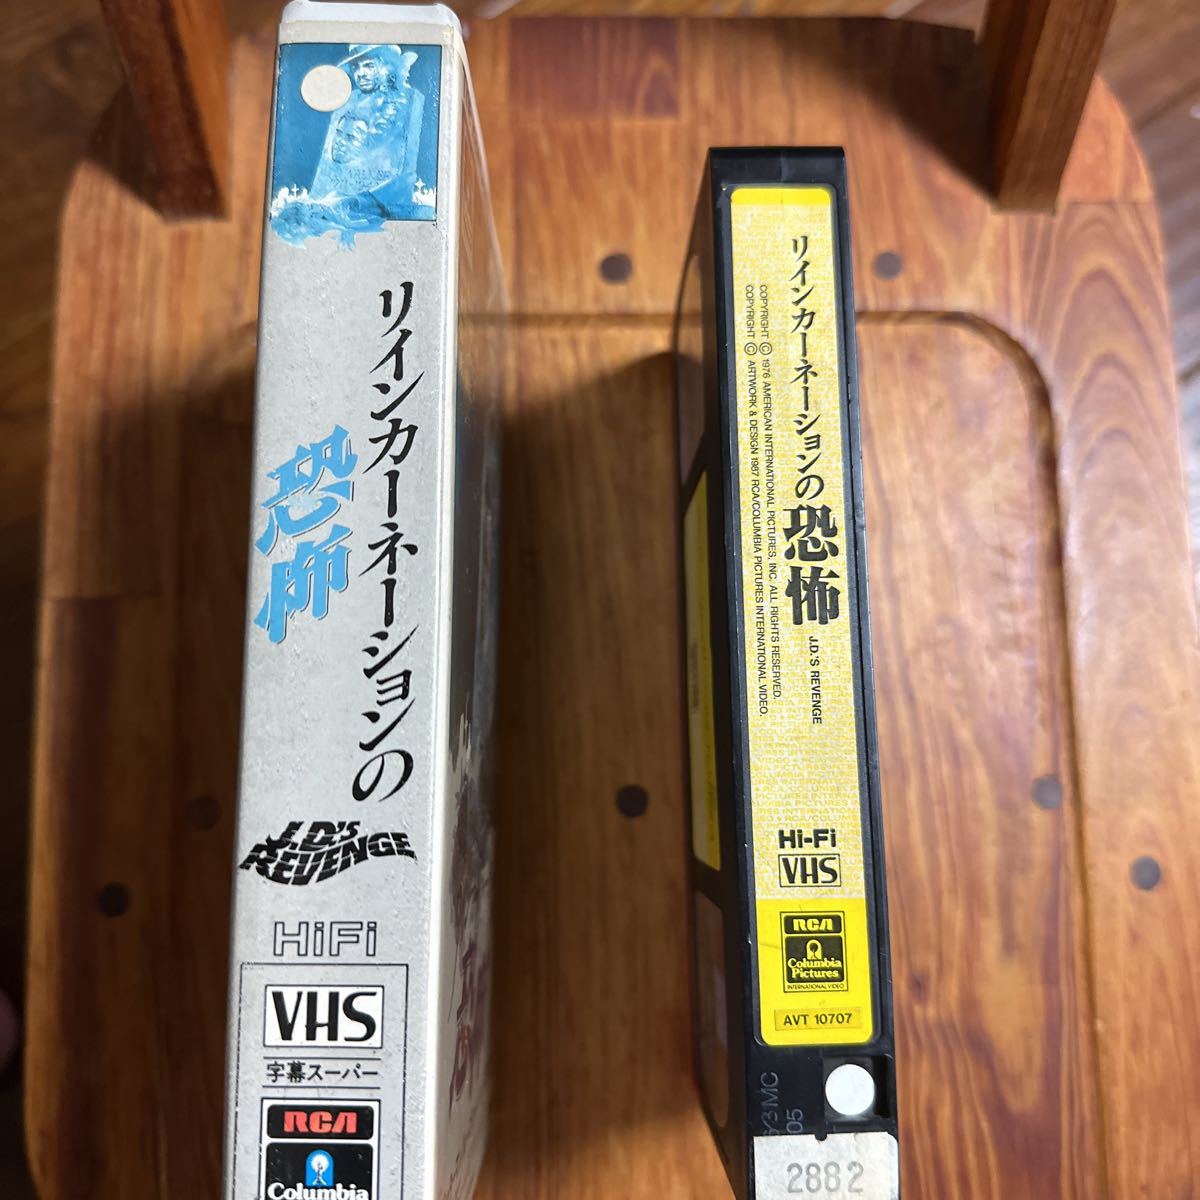 リインカーネーションの
恐怖
J.D.'S
REVENGE
HiFi
VHS
字幕スーパー
RCA
Columbia
リインカーネーションの恐怖
J.D.'S REVENGE
COPYRIGHT © 1976 AMERICAN INTERNATIONAL PICTURES, INC. ALL RIGHTS RESERVED.
COPYRIGHT © ARTWORK & DESIGN 1987 RCA/COLUMBIA PICTURES INTERNATIONAL VIDEO.
Hi-Fi
VHS
RCA
Columbia
Pictures
INTERNATIONAL VIDEO
AVT 10707
2882